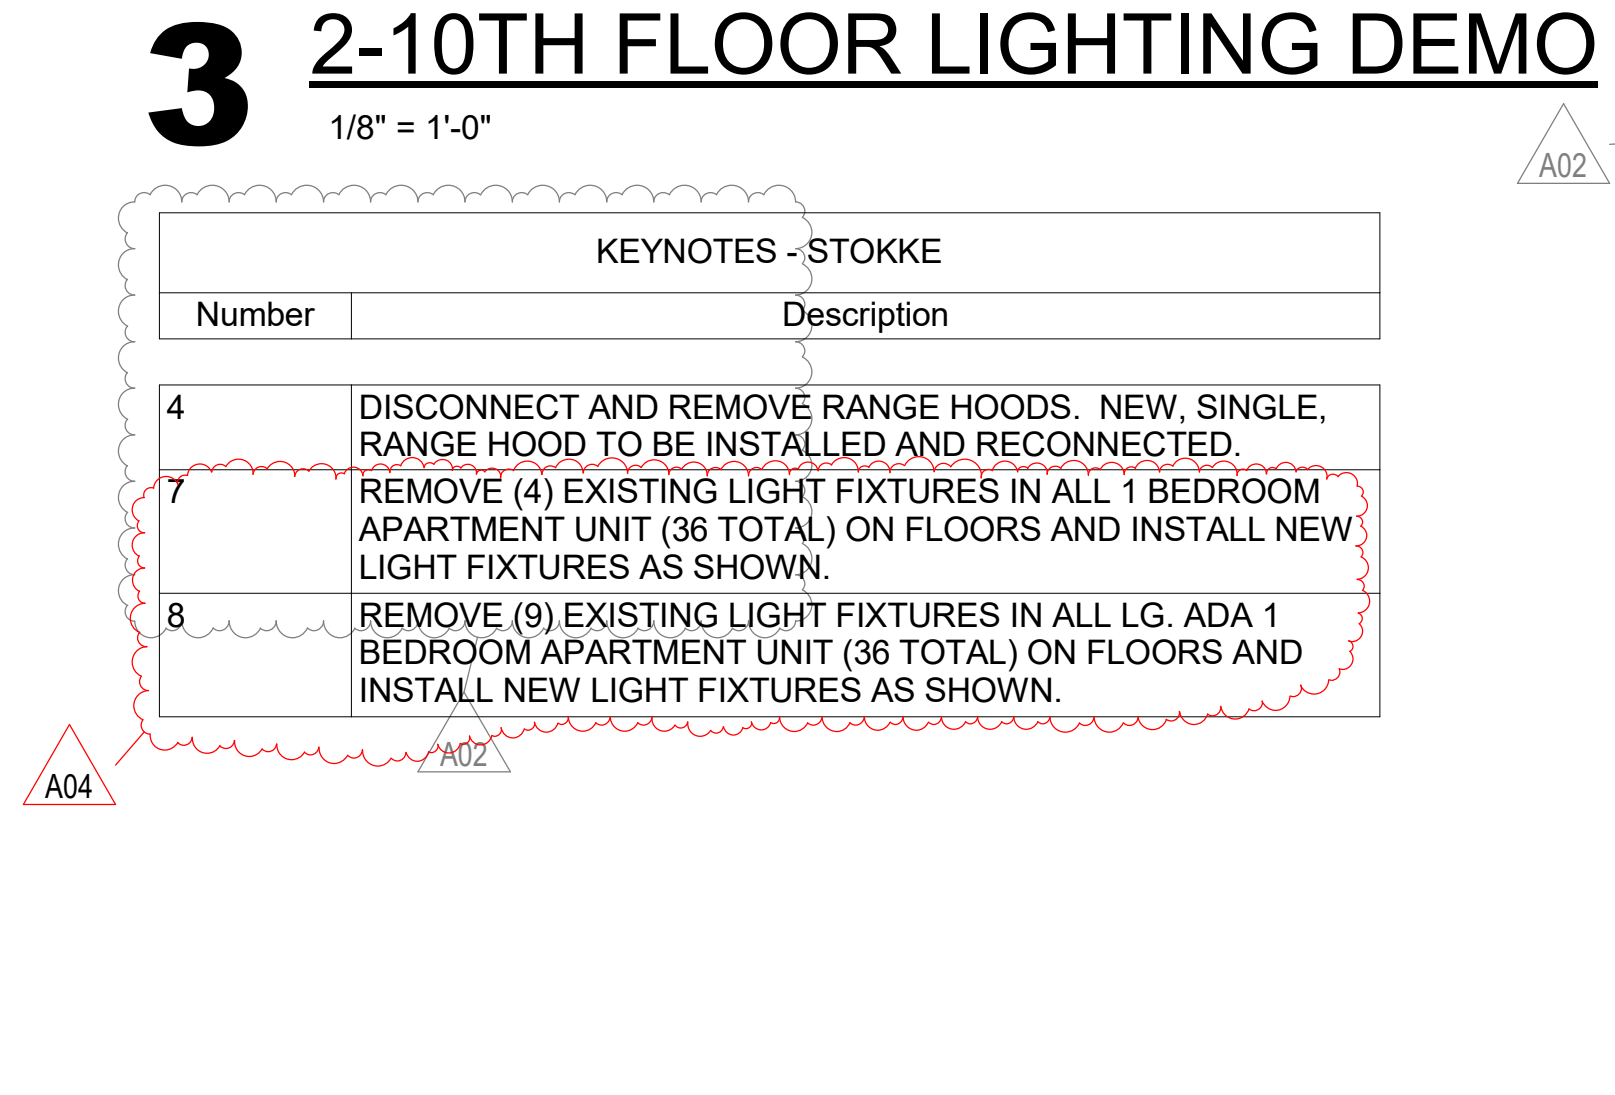 3 2-10TH FLOOR LIGHTING DEMO
1/8" = 1'-0"
A02
KEYNOTES - STOKKE
Number Description
4 DISCONNECT AND REMOVE RANGE HOODS.  NEW, SINGLE,
RANGE HOOD TO BE INSTALLED AND RECONNECTED.
7 REMOVE (4) EXISTING LIGHT FIXTURES IN ALL 1 BEDROOM
APARTMENT UNIT (36 TOTAL) ON FLOORS AND INSTALL NEW
LIGHT FIXTURES AS SHOWN.
8 REMOVE (9) EXISTING LIGHT FIXTURES IN ALL LG. ADA 1
BEDROOM APARTMENT UNIT (36 TOTAL) ON FLOORS AND
INSTALL NEW LIGHT FIXTURES AS SHOWN.
A02
A04